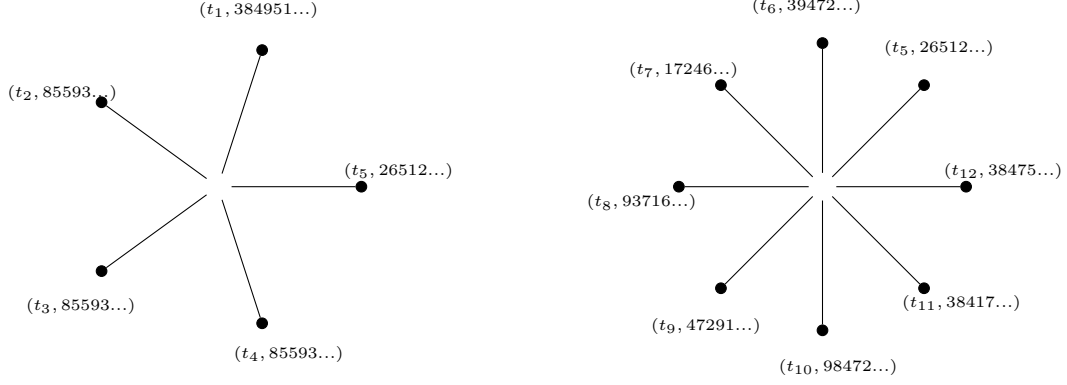 (t₁, 384951...)
(t₂, 85593...)
(t₅, 26512...)
(t₃, 85593...)
(t₄, 85593...)
(t₆, 39472...)
(t₅, 26512...)
(t₇, 17246...)
(t₁₂, 38475...)
(t₈, 93716...)
(t₁₁, 38417...)
(t₉, 47291...)
(t₁₀, 98472...)